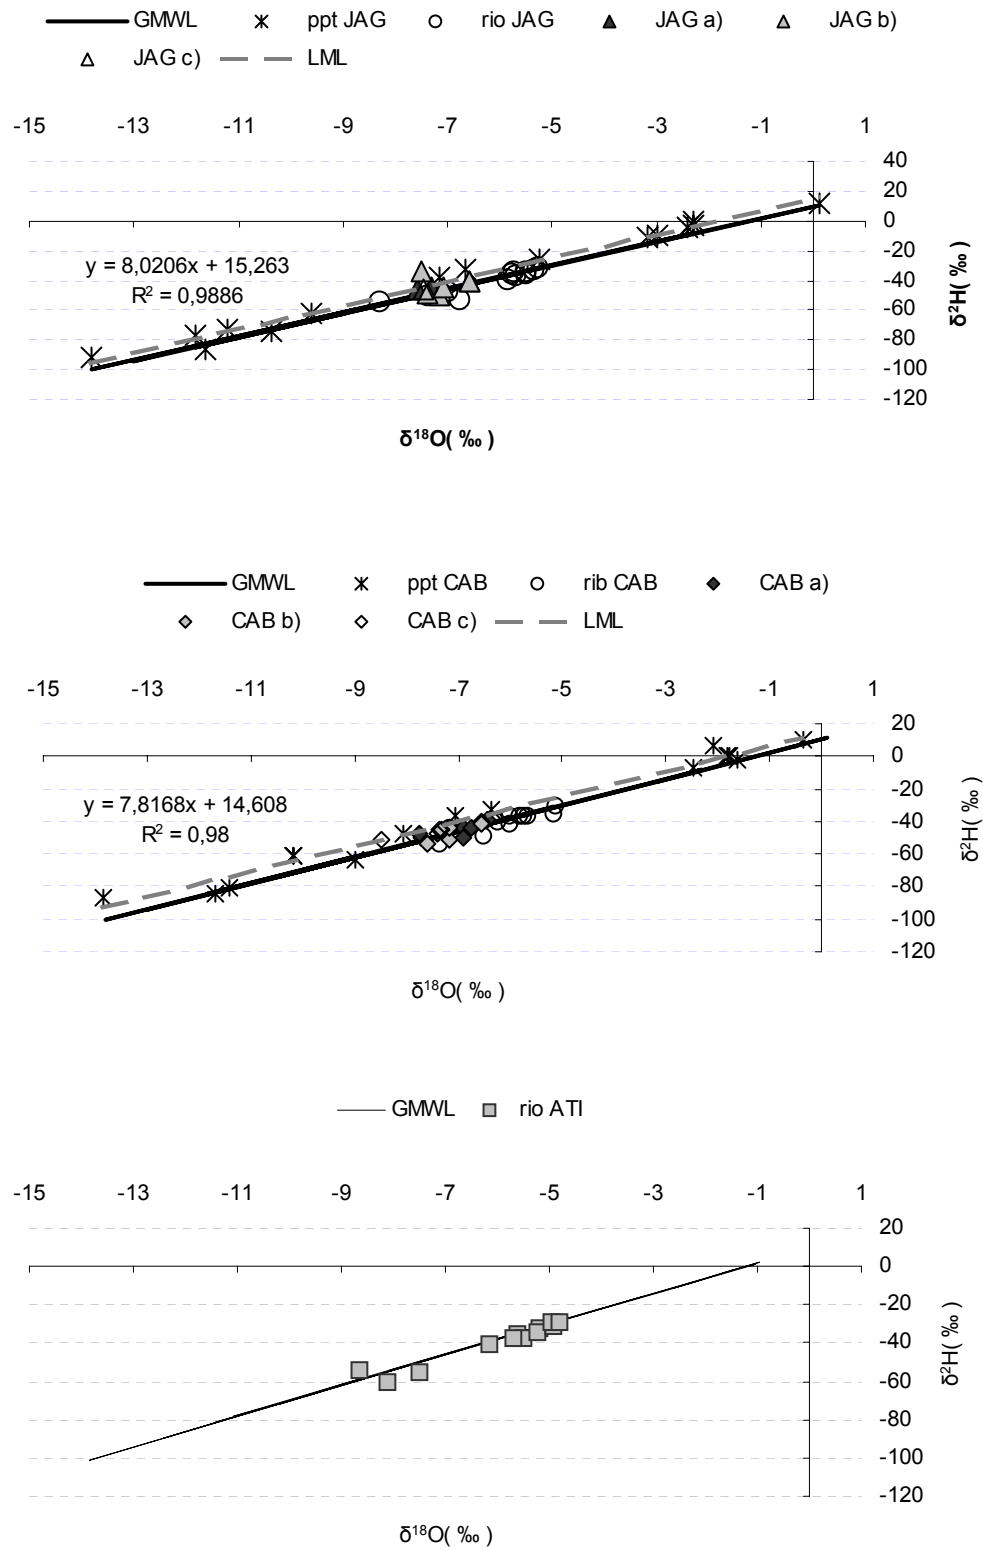 GMWL ppt JAG rio JAG JAG a) JAG b)
JAG c) LML
-15 -13 -11 -9 -7 -5 -3 -1 1
40
20
0
-20
-40
-60
-80
-100
-120
y = 8,0206x + 15,263
R² = 0,9886
δ²H( ‰ )
δ¹⁸O( ‰ )
GMWL ppt CAB rib CAB CAB a)
CAB b) CAB c) LML
-15 -13 -11 -9 -7 -5 -3 -1 1
20
0
-20
-40
-60
-80
-100
-120
y = 7,8168x + 14,608
R² = 0,98
δ²H( ‰ )
δ¹⁸O( ‰ )
GMWL rio ATI
-15 -13 -11 -9 -7 -5 -3 -1 1
20
0
-20
-40
-60
-80
-100
-120
δ²H( ‰ )
δ¹⁸O( ‰ )